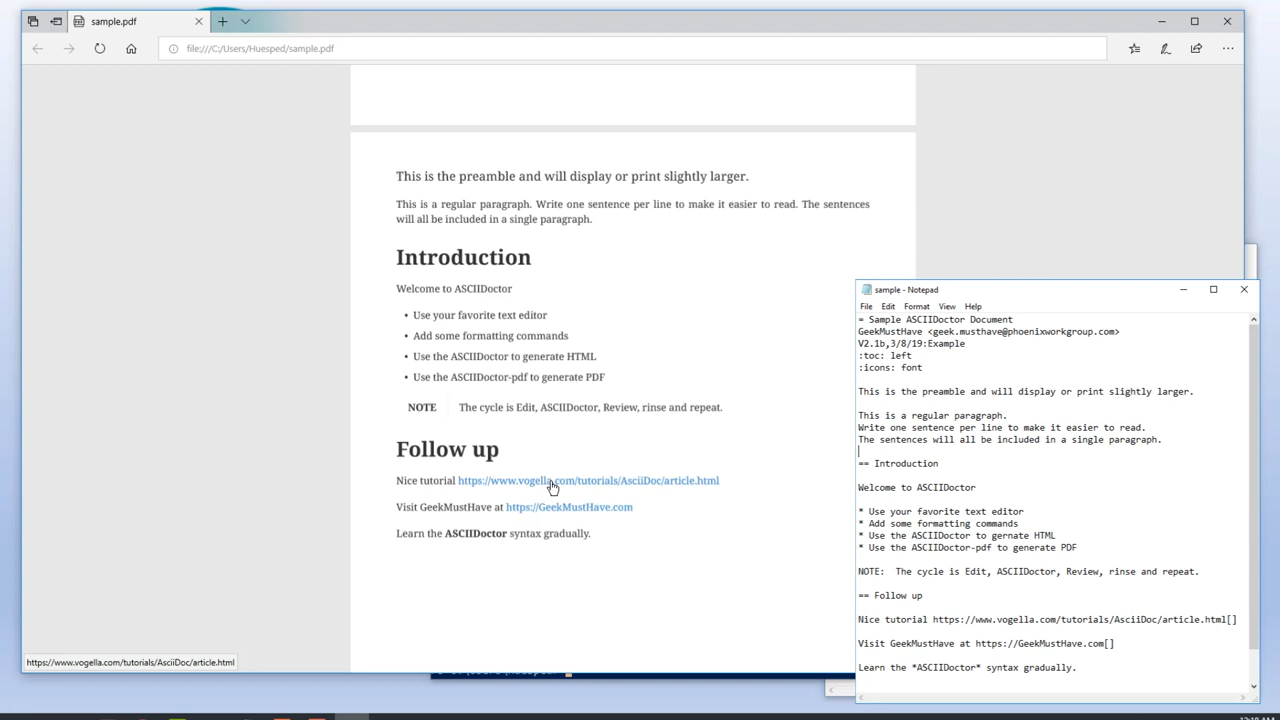 sample.pdf
file:///C:/Users/Huesped/sample.pdf
This is the preamble and will display or print slightly larger.
This is a regular paragraph. Write one sentence per line to make it easier to read. The sentences
will all be included in a single paragraph.
Introduction
Welcome to ASCIIDoctor
• Use your favorite text editor
• Add some formatting commands
• Use the ASCIIDoctor to generate HTML
• Use the ASCIIDoctor-pdf to generate PDF
NOTE The cycle is Edit, ASCIIDoctor, Review, rinse and repeat.
Follow up
Nice tutorial https://www.vogella.com/tutorials/AsciiDoc/article.html
Visit GeekMustHave at https://GeekMustHave.com
Learn the ASCIIDoctor syntax gradually.
https://www.vogella.com/tutorials/AsciiDoc/article.html
sample - Notepad
File Edit Format View Help
= Sample ASCIIDoctor Document
GeekMustHave <geek.musthave@phoenixworkgroup.com>
V2.1b,3/8/19:Example
:toc: left
:icons: font
This is the preamble and will display or print slightly larger.
This is a regular paragraph.
Write one sentence per line to make it easier to read.
The sentences will all be included in a single paragraph.
== Introduction
Welcome to ASCIIDoctor
* Use your favorite text editor
* Add some formatting commands
* Use the ASCIIDoctor to gernate HTML
* Use the ASCIIDoctor-pdf to generate PDF
NOTE:  The cycle is Edit, ASCIIDoctor, Review, rinse and repeat.
== Follow up
Nice tutorial https://www.vogella.com/tutorials/AsciiDoc/article.html[]
Visit GeekMustHave at https://GeekMustHave.com[]
Learn the *ASCIIDoctor* syntax gradually.